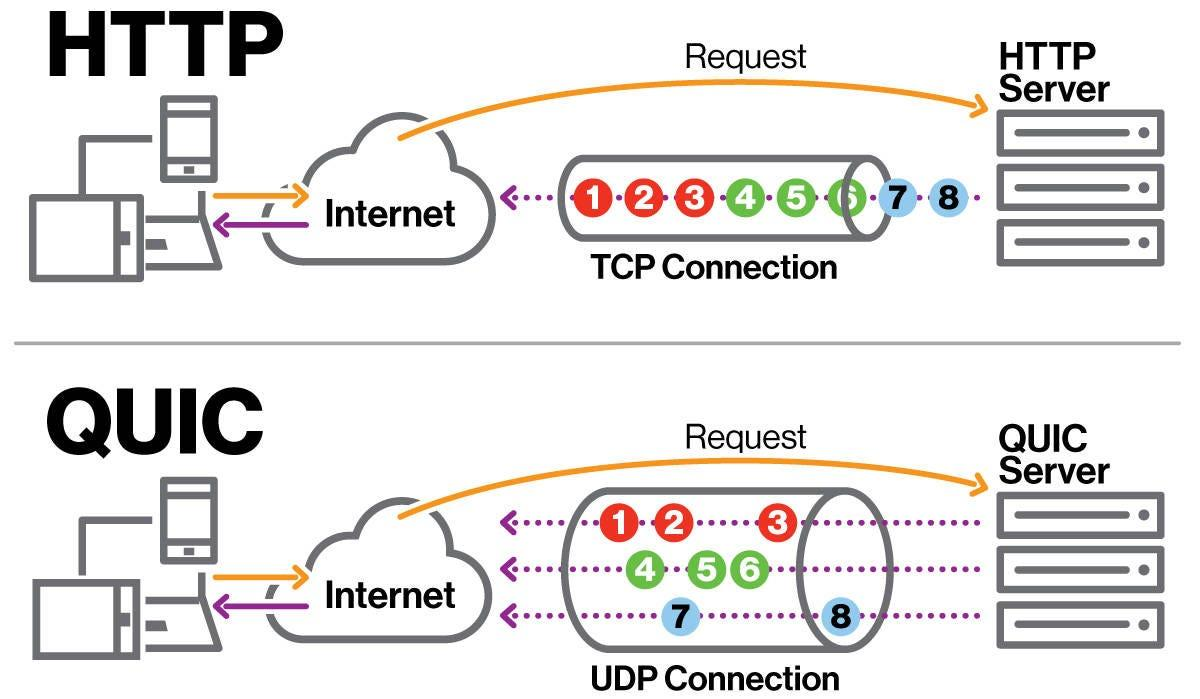 HTTP
Request
HTTP
Server
Internet
1 2 3 4 5 6 7 8
TCP Connection
QUIC
Request
QUIC
Server
1 2 3
4 5 6
Internet
7 8
UDP Connection